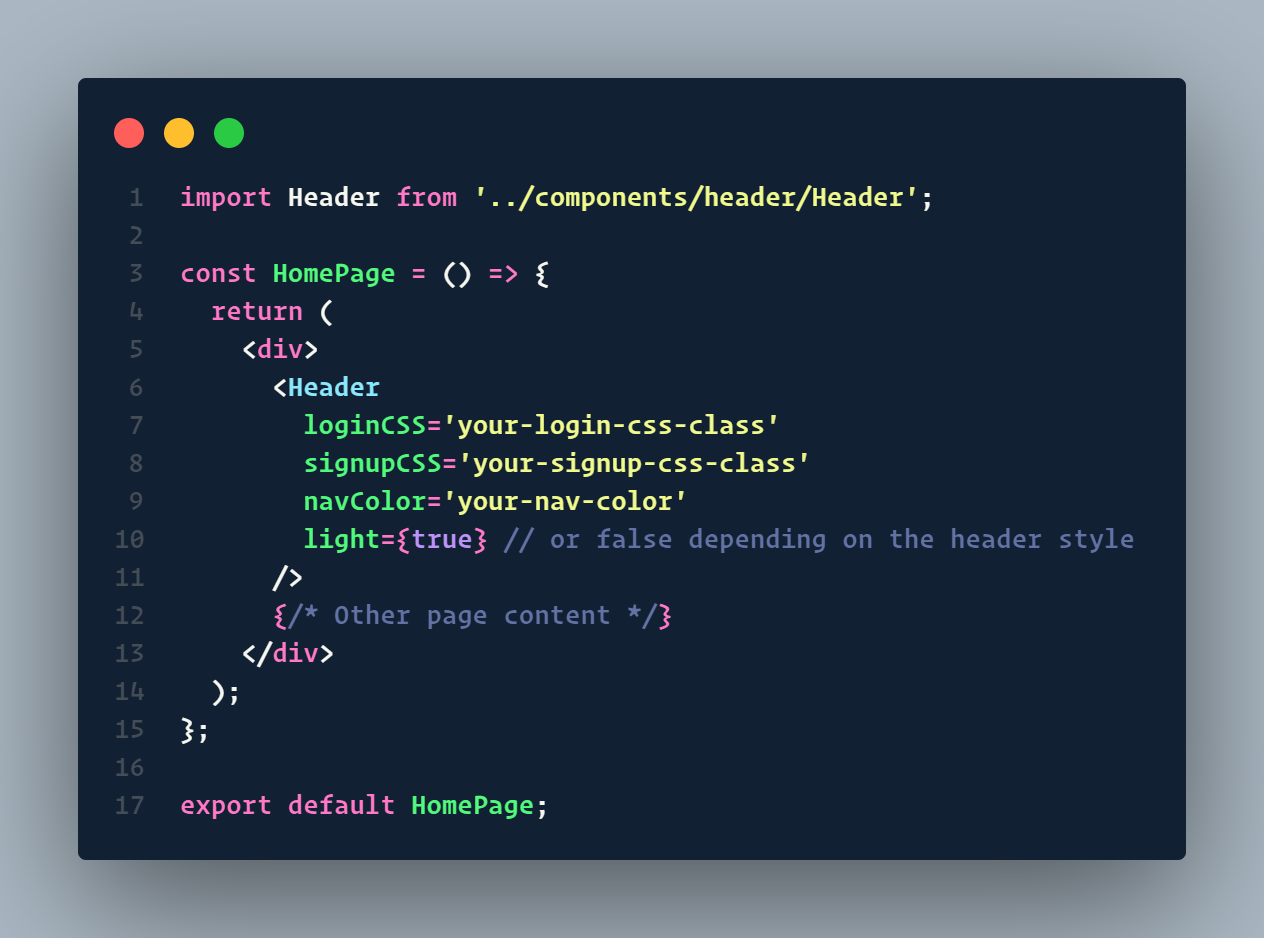 1 import Header from '../components/header/Header';
2
3 const HomePage = () => {
4   return (
5     <div>
6       <Header
7         loginCSS='your-login-css-class'
8         signupCSS='your-signup-css-class'
9         navColor='your-nav-color'
10         light={true} // or false depending on the header style
11       />
12       {/* Other page content */}
13     </div>
14   );
15 };
16
17 export default HomePage;